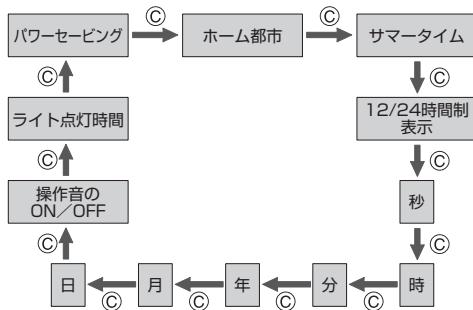 パワーセービング
Ⓒ
ホーム都市
Ⓒ
サマータイム
Ⓒ
12/24時間制
表示
Ⓒ
秒
Ⓒ
時
Ⓒ
分
Ⓒ
年
Ⓒ
月
Ⓒ
日
Ⓒ
操作音の
ON／OFF
Ⓒ
ライト点灯時間
Ⓒ